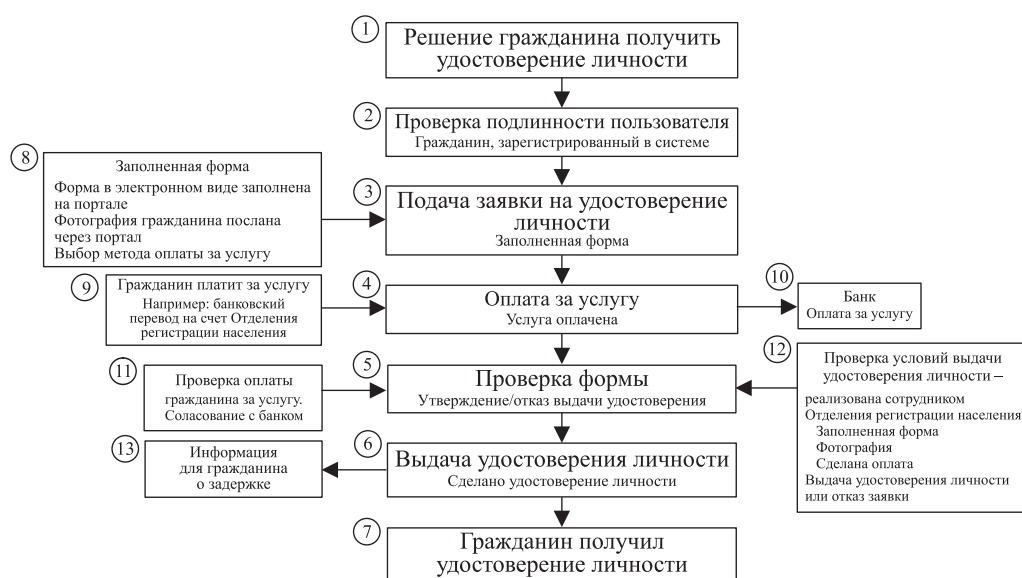 1
Решение гражданина получить
удостоверение личности
2
Проверка подлинности пользователя
Гражданин, зарегистрированный в системе
8
Заполненная форма
Форма в электронном виде заполнена
на портале
Фотография гражданина послана
через портал
Выбор метода оплаты за услугу
3
Подача заявки на удостоверение
личности
Заполненная форма
9
Гражданин платит за услугу
Например: банковский
перевод на счет Отделения
регистрации населения
4
Оплата за услугу
Услуга оплачена
10
Банк
Оплата за услугу
11
Проверка оплаты
гражданина за услугу.
Соласование с банком
5
Проверка формы
Утверждение/отказ выдачи удостоверения
12
Проверка условий выдачи
удостоверения личности –
реализована сотрудником
Отделения регистрации населения
Заполненная форма
Фотография
Сделана оплата
Выдача удостоверения личности
или отказ заявки
13
Информация
для гражданина
о задержке
6
Выдача удостоверения личности
Сделано удостоверение личности
7
Гражданин получил
удостоверение личности